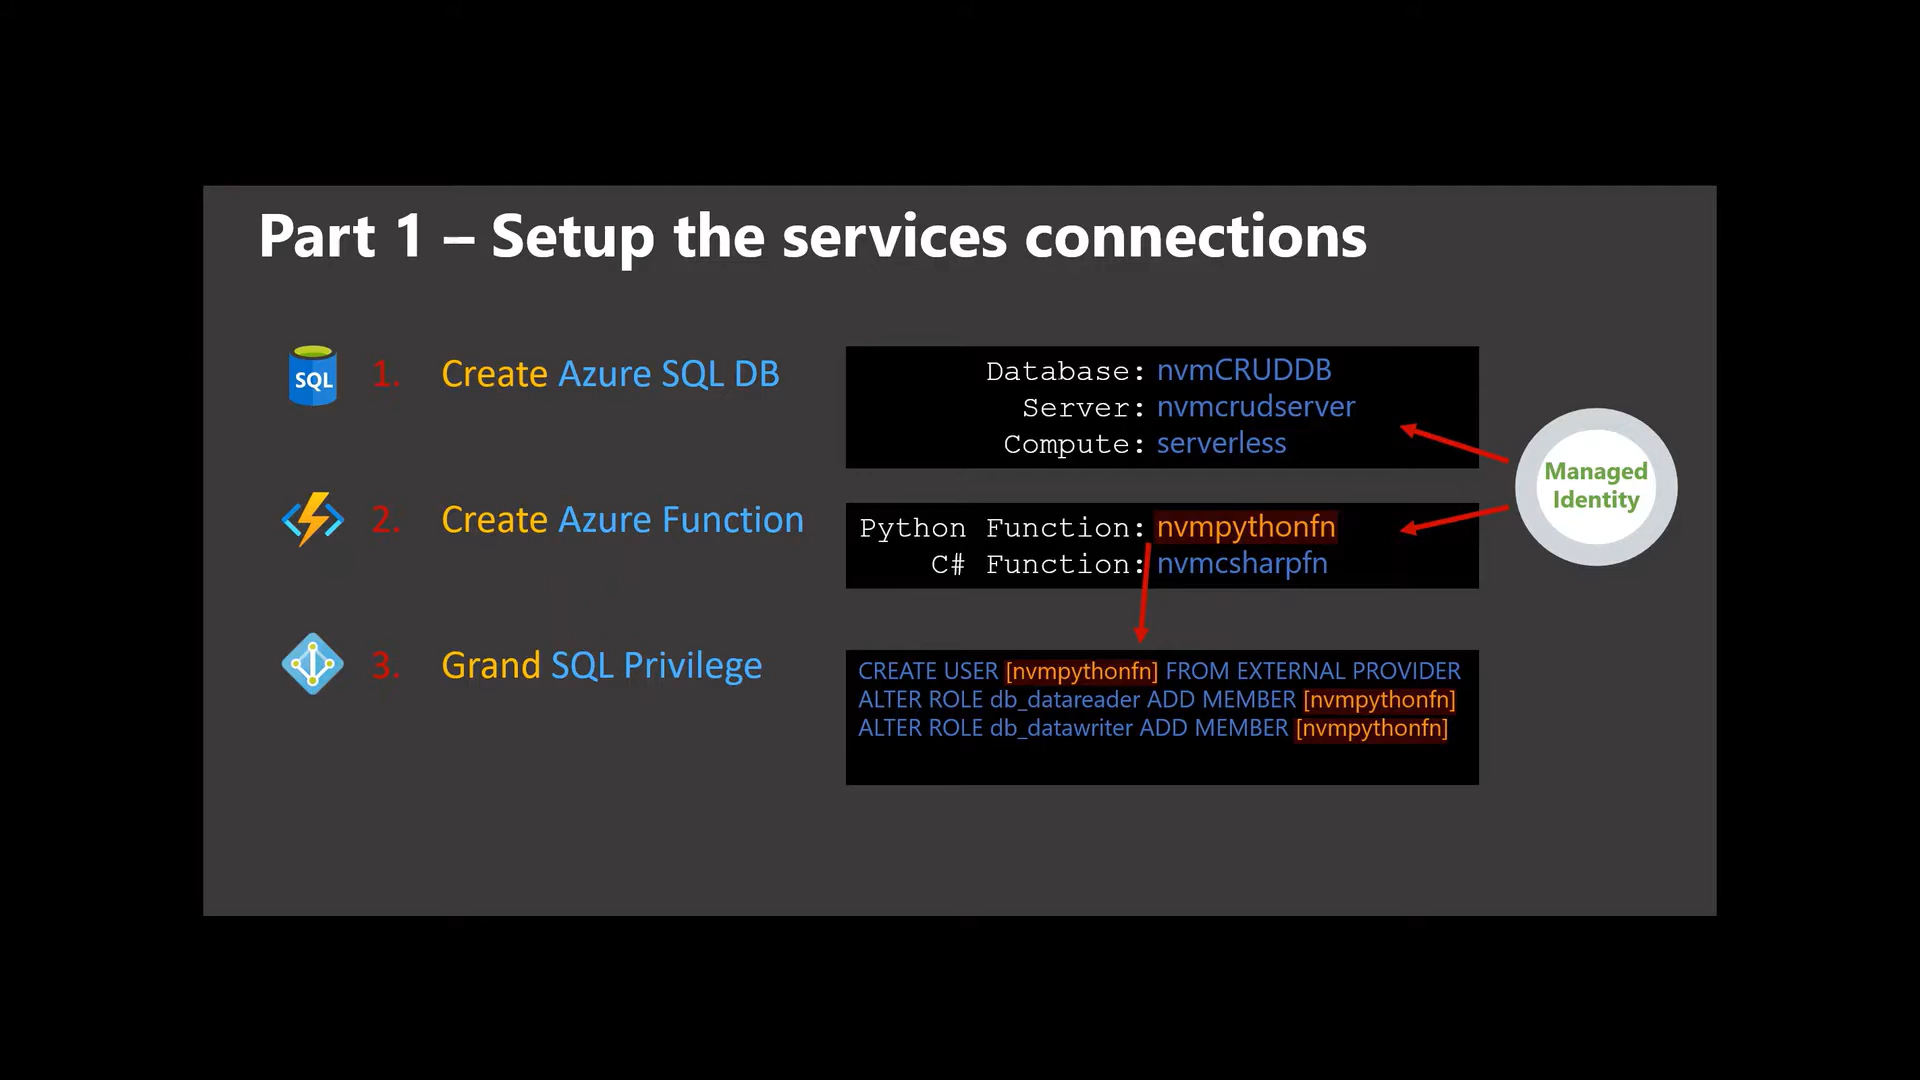 Part 1 – Setup the services connections
SQL
1. Create Azure SQL DB
Database: nvmCRUDDB
Server: nvmcrudserver
Compute: serverless
Managed
Identity
2. Create Azure Function
Python Function: nvmpythonfn
C# Function: nvmcsharpfn
3. Grand SQL Privilege
CREATE USER [nvmpythonfn] FROM EXTERNAL PROVIDER
ALTER ROLE db_datareader ADD MEMBER [nvmpythonfn]
ALTER ROLE db_datawriter ADD MEMBER [nvmpythonfn]